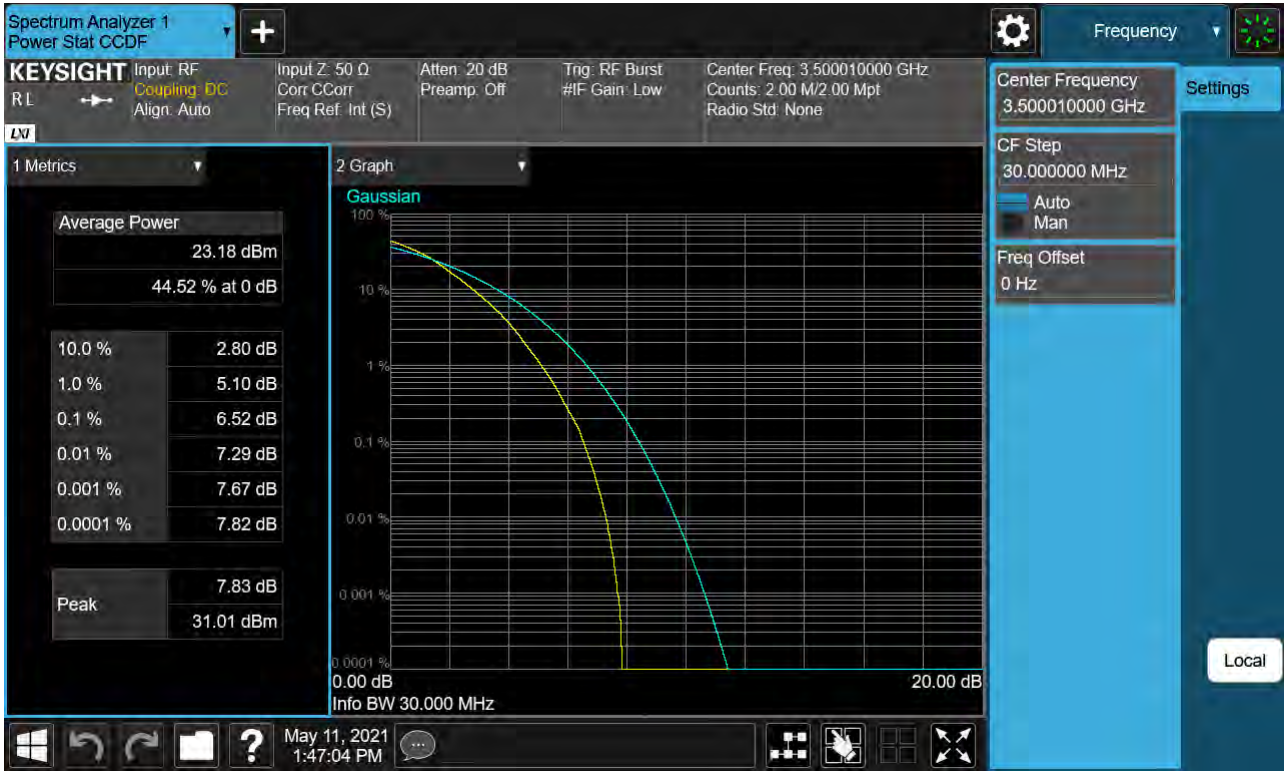 Spectrum Analyzer 1
Power Stat CCDF
Frequency
KEYSIGHT
RL
LXI
Input: RF
Coupling: DC
Align: Auto
Input Z: 50 Ω
Corr CCorr
Freq Ref: Int (S)
Atten: 20 dB
Preamp: Off
Trig: RF Burst
#IF Gain: Low
Center Freq: 3.500010000 GHz
Counts: 2.00 M/2.00 Mpt
Radio Std: None
Center Frequency
3.500010000 GHz
Settings
CF Step
30.000000 MHz
Auto
Man
Freq Offset
0 Hz
1 Metrics
Average Power
23.18 dBm
44.52 % at 0 dB
10.0 % 2.80 dB
1.0 % 5.10 dB
0.1 % 6.52 dB
0.01 % 7.29 dB
0.001 % 7.67 dB
0.0001 % 7.82 dB
Peak
7.83 dB
31.01 dBm
2 Graph
Gaussian
100 %
10 %
1 %
0.1 %
0.01 %
0.001 %
0.0001 %
0.00 dB 20.00 dB
Info BW 30.000 MHz
Local
?
May 11, 2021
1:47:04 PM